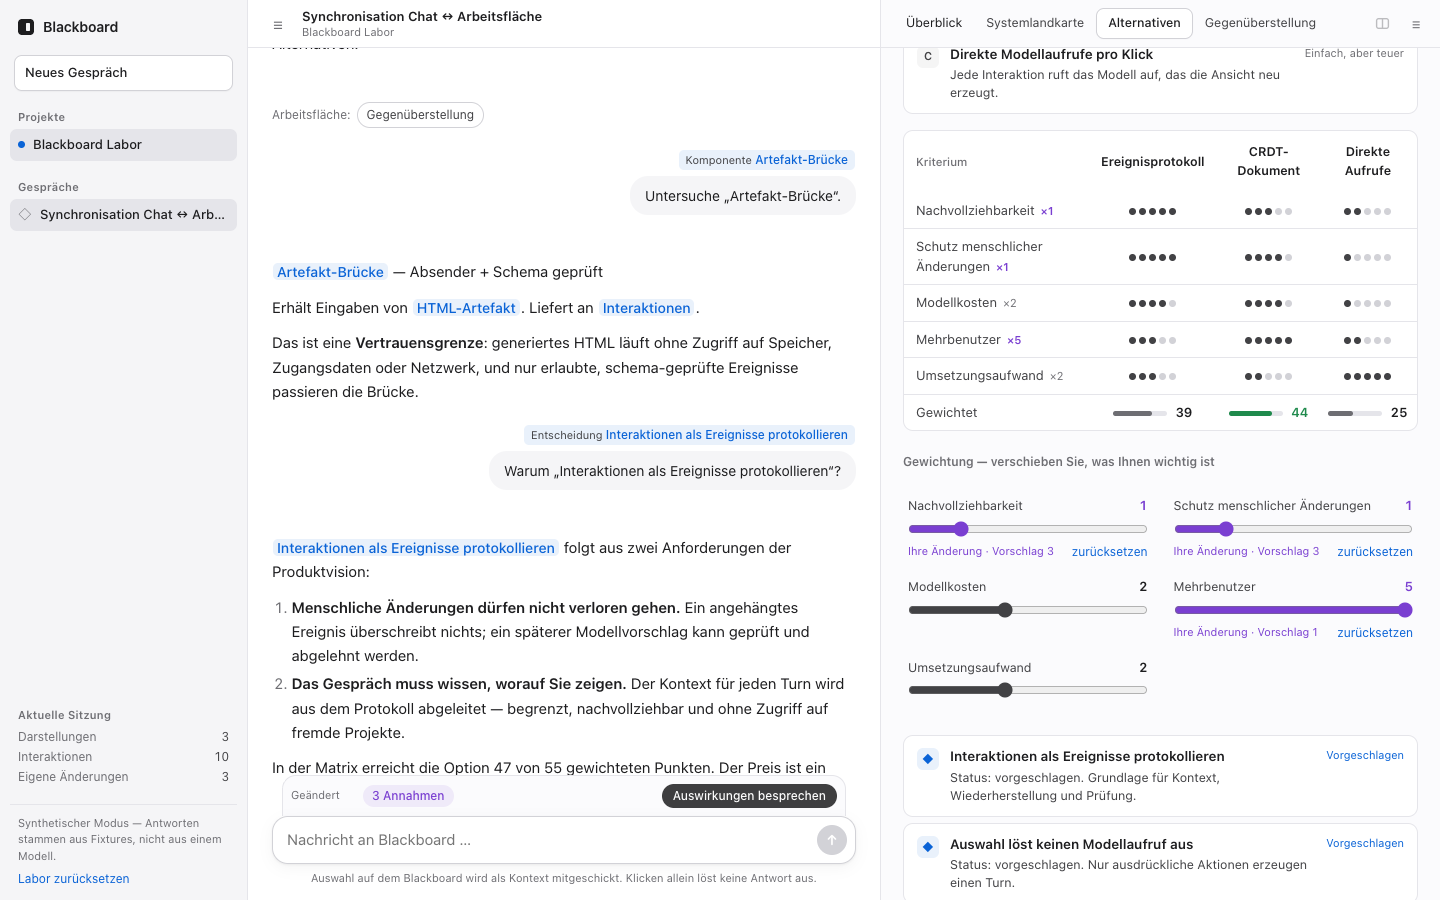 Blackboard
Neues Gespräch
Projekte
Blackboard Labor
Gespräche
Synchronisation Chat ↔ Arb...
Aktuelle Sitzung
Darstellungen 3
Interaktionen 10
Eigene Änderungen 3
Synthetischer Modus — Antworten
stammen aus Fixtures, nicht aus einem
Modell.
Labor zurücksetzen
Synchronisation Chat ↔ Arbeitsfläche
Blackboard Labor
Arbeitsfläche: Gegenüberstellung
Komponente Artefakt-Brücke
Untersuche „Artefakt-Brücke“.
Artefakt-Brücke — Absender + Schema geprüft
Erhält Eingaben von HTML-Artefakt. Liefert an Interaktionen.
Das ist eine Vertrauensgrenze: generiertes HTML läuft ohne Zugriff auf Speicher,
Zugangsdaten oder Netzwerk, und nur erlaubte, schema-geprüfte Ereignisse
passieren die Brücke.
Entscheidung Interaktionen als Ereignisse protokollieren
Warum „Interaktionen als Ereignisse protokollieren“?
Interaktionen als Ereignisse protokollieren folgt aus zwei Anforderungen der
Produktvision:
1. Menschliche Änderungen dürfen nicht verloren gehen. Ein angehängtes
Ereignis überschreibt nichts; ein späterer Modellvorschlag kann geprüft und
abgelehnt werden.
2. Das Gespräch muss wissen, worauf Sie zeigen. Der Kontext für jeden Turn wird
aus dem Protokoll abgeleitet — begrenzt, nachvollziehbar und ohne Zugriff auf
fremde Projekte.
In der Matrix erreicht die Option 47 von 55 gewichteten Punkten. Der Preis ist ein
Geändert 3 Annahmen Auswirkungen besprechen
Nachricht an Blackboard ...
Auswahl auf dem Blackboard wird als Kontext mitgeschickt. Klicken allein löst keine Antwort aus.
Überblick Systemlandkarte Alternativen Gegenüberstellung
C Direkte Modellaufrufe pro Klick Einfach, aber teuer
Jede Interaktion ruft das Modell auf, das die Ansicht neu
erzeugt.
Kriterium Ereignisprotokoll CRDT-
Dokument Direkte
Aufrufe
Nachvollziehbarkeit ×1
Schutz menschlicher
Änderungen ×1
Modellkosten ×2
Mehrbenutzer ×5
Umsetzungsaufwand ×2
Gewichtet 39 44 25
Gewichtung — verschieben Sie, was Ihnen wichtig ist
Nachvollziehbarkeit 1
Ihre Änderung · Vorschlag 3 zurücksetzen
Schutz menschlicher Änderungen 1
Ihre Änderung · Vorschlag 3 zurücksetzen
Modellkosten 2
Mehrbenutzer 5
Ihre Änderung · Vorschlag 1 zurücksetzen
Umsetzungsaufwand 2
Interaktionen als Ereignisse protokollieren Vorgeschlagen
Status: vorgeschlagen. Grundlage für Kontext,
Wiederherstellung und Prüfung.
Auswahl löst keinen Modellaufruf aus Vorgeschlagen
Status: vorgeschlagen. Nur ausdrückliche Aktionen erzeugen
einen Turn.